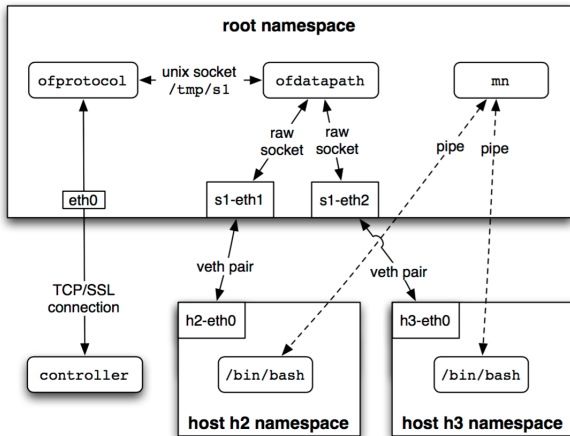 root namespace
ofprotocol
unix socket
/tmp/s1
ofdatapath
mn
raw
socket
raw
socket
pipe
pipe
eth0
s1-eth1
s1-eth2
veth pair
veth pair
TCP/SSL
connection
h2-eth0
h3-eth0
controller
/bin/bash
/bin/bash
host h2 namespace
host h3 namespace